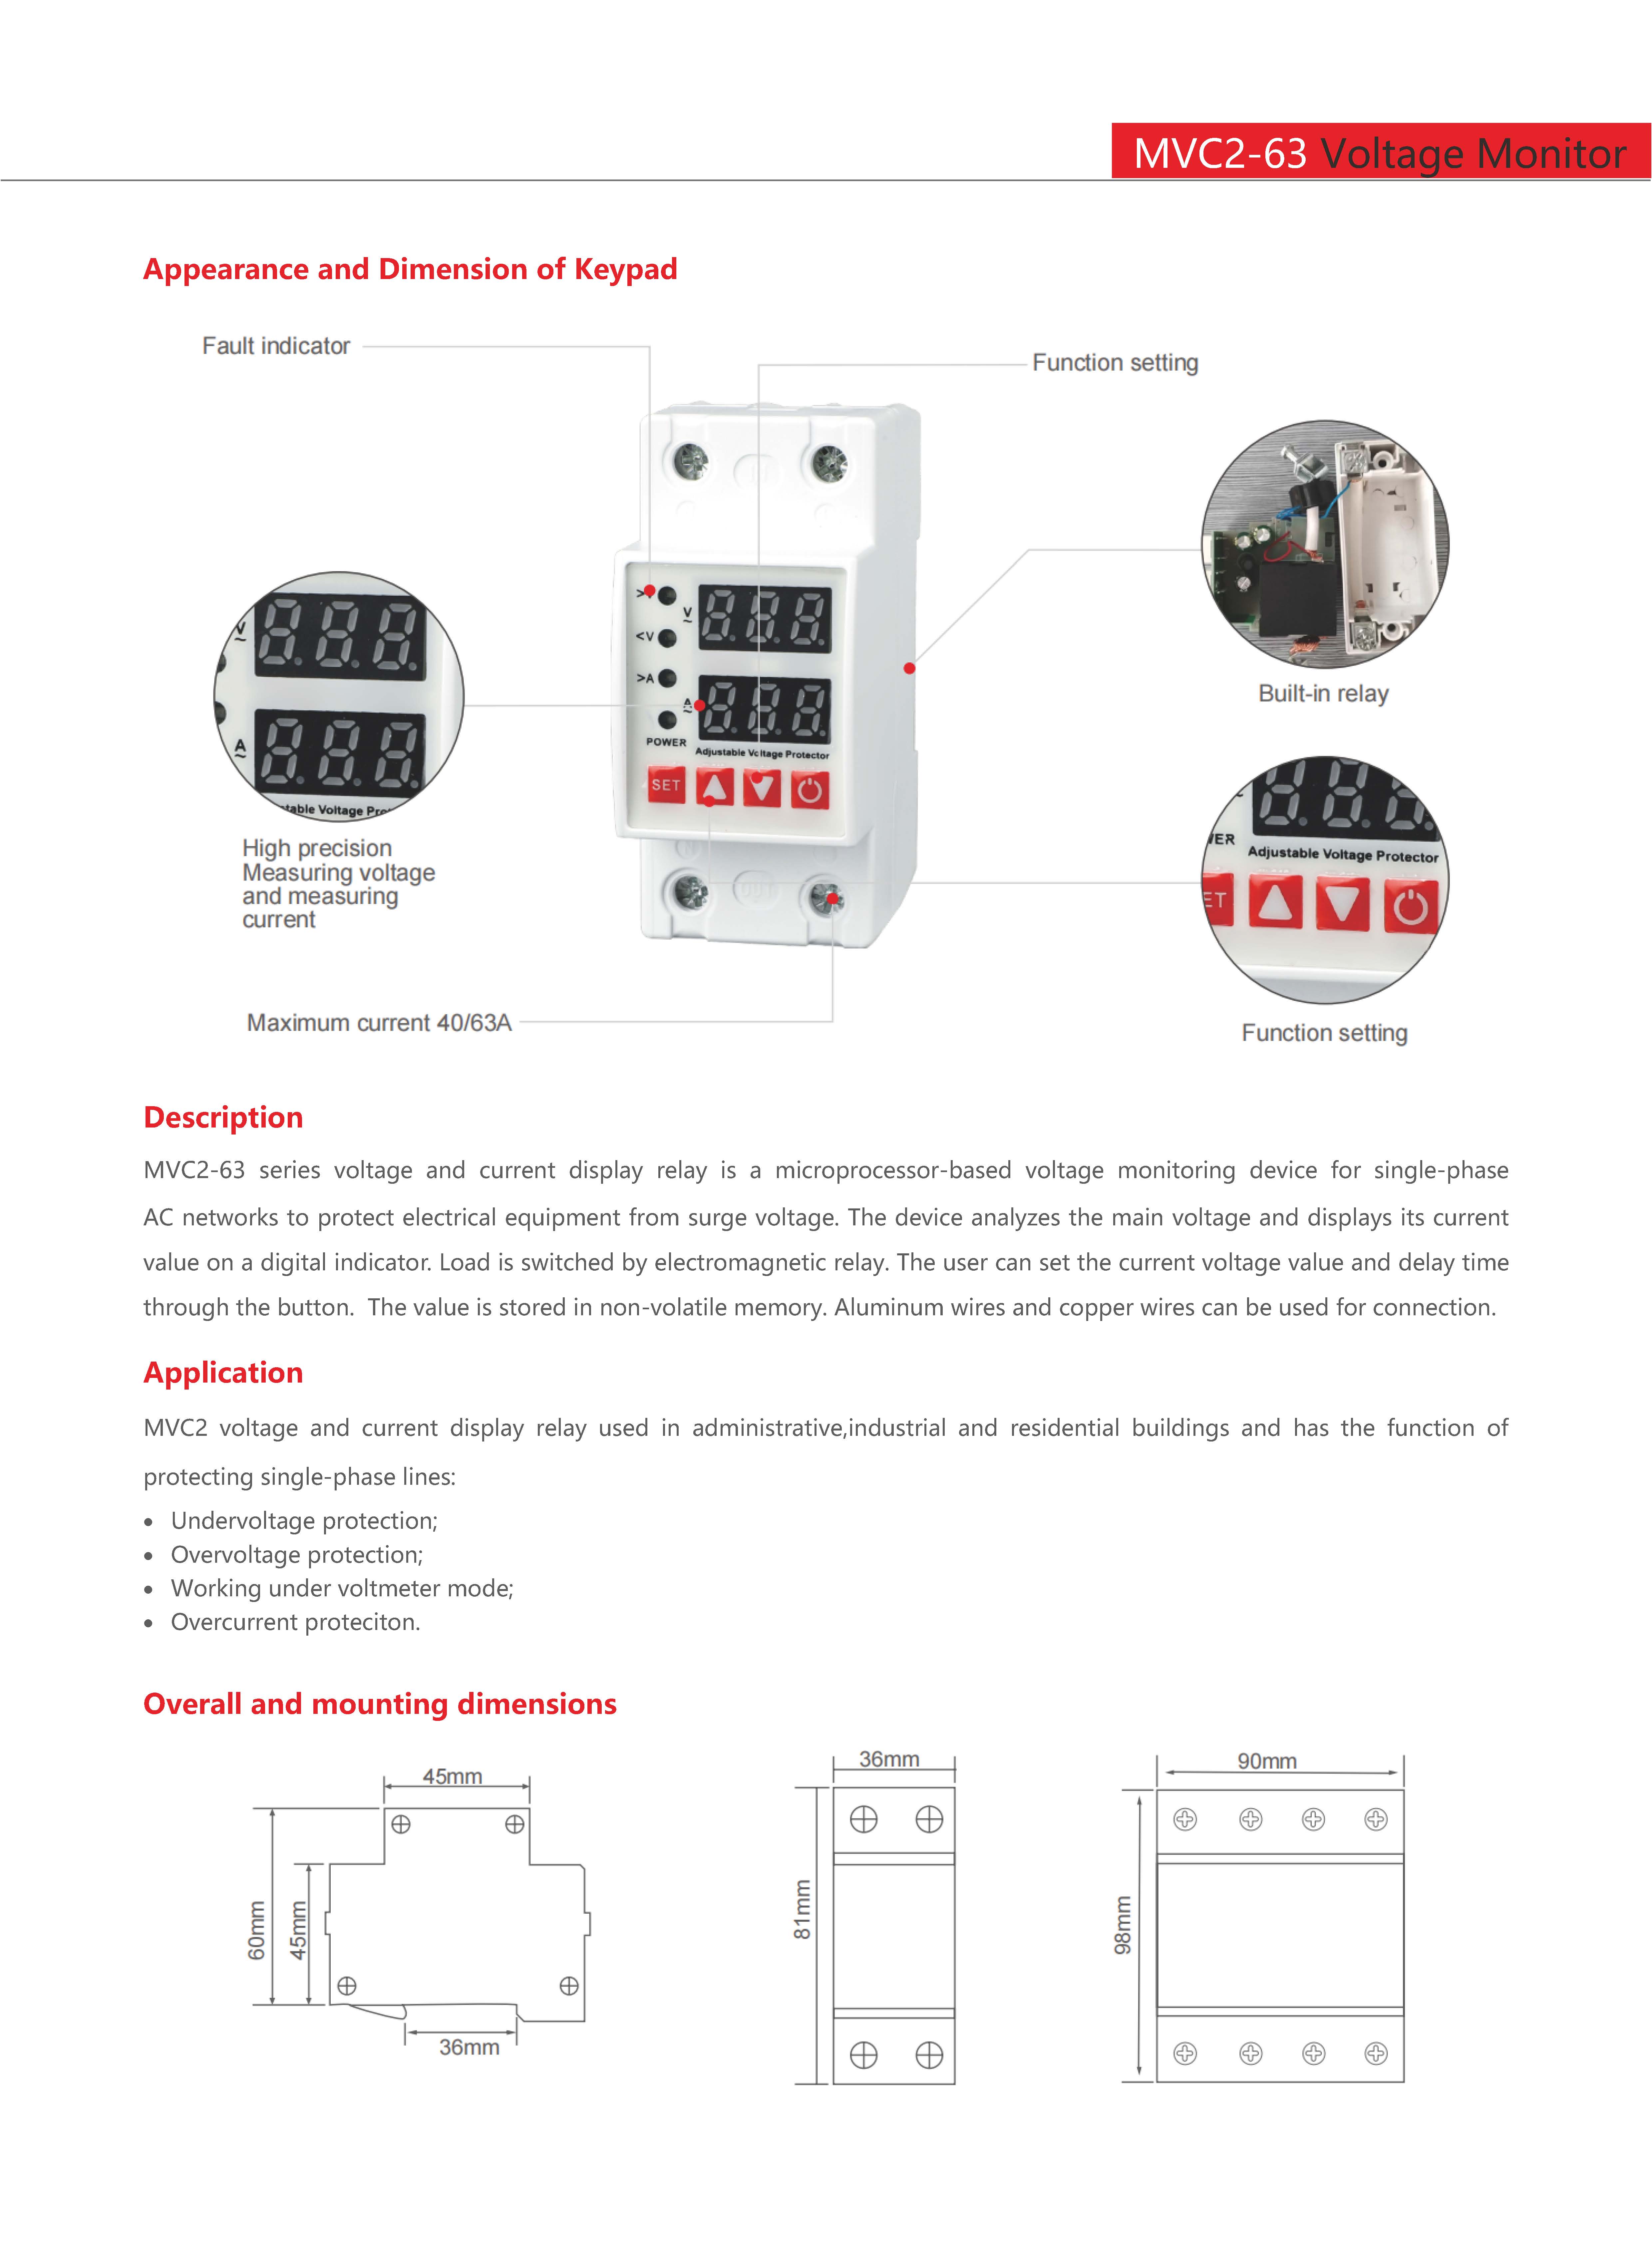 MVC2-63 Voltage Monitor
Appearance and Dimension of Keypad
Fault indicator
Function setting
>V
V
<V
>A
A
POWER
Adjustable Voltage Protector
SET
OUT
V
A
table Voltage Pro
High precision
Measuring voltage
and measuring
current
Built-in relay
WER
Adjustable Voltage Protector
ET
Function setting
Maximum current 40/63A
Description
MVC2-63 series voltage and current display relay is a microprocessor-based voltage monitoring device for single-phase
AC networks to protect electrical equipment from surge voltage. The device analyzes the main voltage and displays its current
value on a digital indicator. Load is switched by electromagnetic relay. The user can set the current voltage value and delay time
through the button. The value is stored in non-volatile memory. Aluminum wires and copper wires can be used for connection.
Application
MVC2 voltage and current display relay used in administrative,industrial and residential buildings and has the function of
protecting single-phase lines:
• Undervoltage protection;
• Overvoltage protection;
• Working under voltmeter mode;
• Overcurrent proteciton.
Overall and mounting dimensions
45mm
60mm
45mm
36mm
36mm
81mm
90mm
98mm